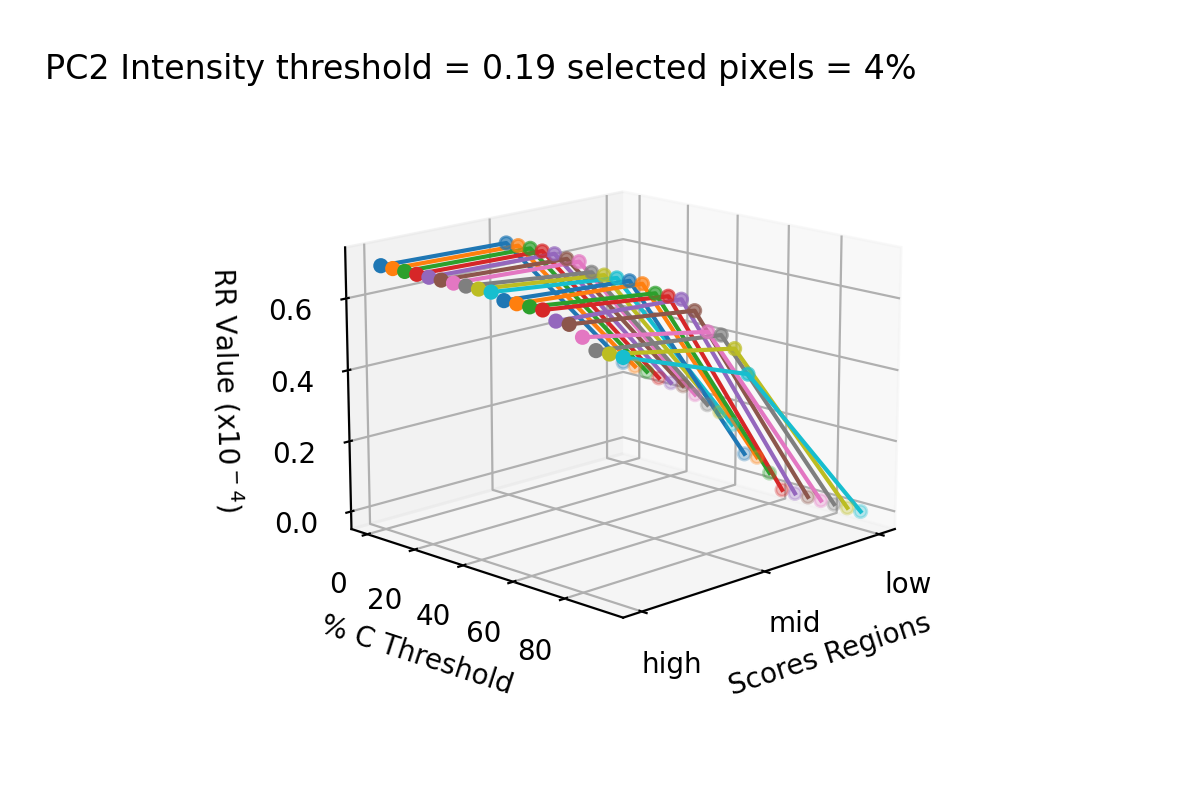 PC2 Intensity threshold = 0.19 selected pixels = 4%
RR Value (x10⁻⁴)
0.6
0.4
0.2
0.0
0
20
40
60
80
% C Threshold
high
mid
low
Scores Regions